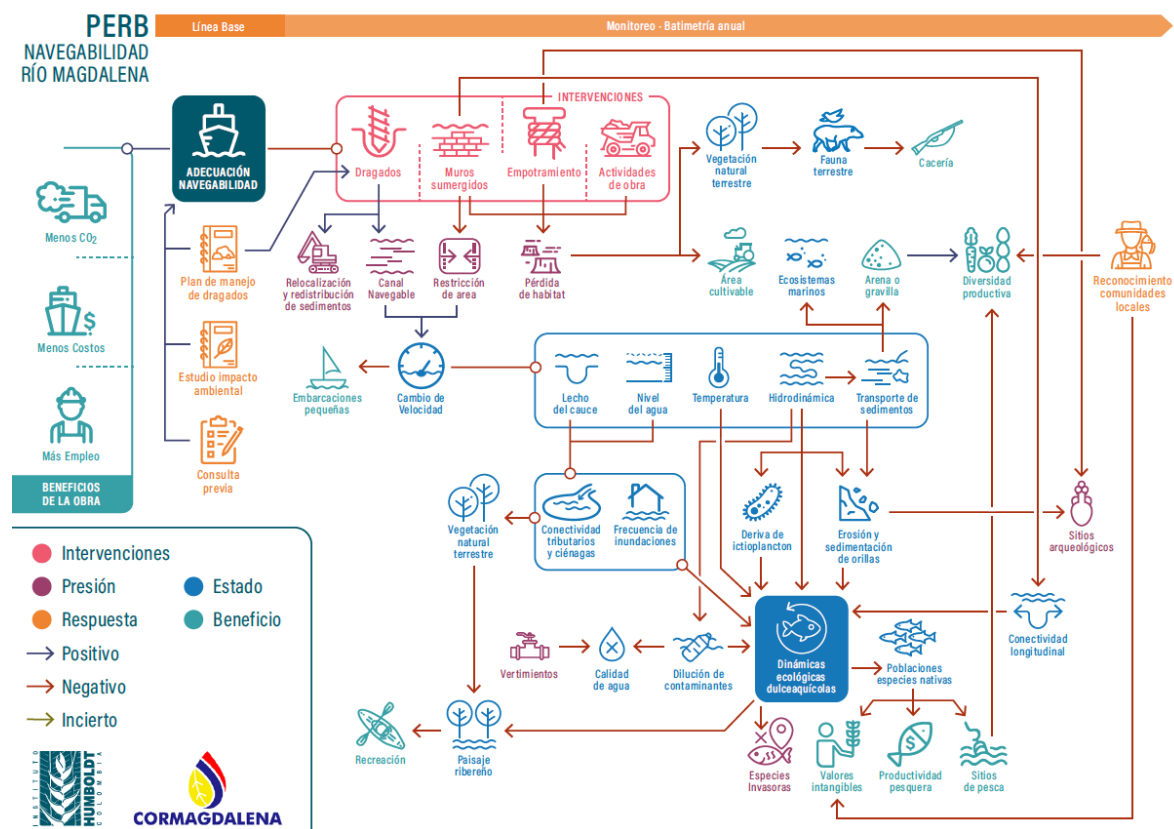 PERB
NAVEGABILIDAD
RÍO MAGDALENA
Línea Base
Monitoreo - Batimetría anual
INTERVENCIONES
ADECUACIÓN
NAVEGABILIDAD
Dragados
Muros
sumergidos
Empotramiento
Actividades
de obra
Vegetación
natural
terrestre
Fauna
terrestre
Cacería
Menos CO₂
Menos Costos
Más Empleo
BENEFICIOS
DE LA OBRA
Plan de manejo
de dragados
Estudio impacto
ambiental
Consulta
previa
Relocalización
y redistribución
de sedimentos
Canal
Navegable
Restricción
de area
Pérdida
de habitat
Área
cultivable
Ecosistemas
marinos
Arena o
gravilla
Diversidad
productiva
Reconocimiento
comunidades
locales
Embarcaciones
pequeñas
Cambio de
Velocidad
Lecho
del cauce
Nivel
del agua
Temperatura
Hidrodinámica
Transporte de
sedimentos
Vegetación
natural
terrestre
Conectividad
tributarios
y ciénagas
Frecuencia de
inundaciones
Deriva de
ictioplancton
Erosión y
sedimentación
de orillas
Sitios
arqueológicos
Vertimientos
Calidad
de agua
Dilución de
contaminantes
Dinámicas
ecológicas
dulceaquícolas
Poblaciones
especies nativas
Conectividad
longitudinal
Recreación
Paisaje
ribereño
Especies
Invasoras
Valores
intangibles
Productividad
pesquera
Sitios
de pesca
Intervenciones
Presión
Estado
Respuesta
Beneficio
Positivo
Negativo
Incierto
INSTITUTO
HUMBOLDT
COLOMBIA
CORMAGDALENA